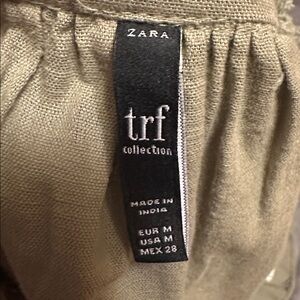 ZARA
trf
collection
MADE IN
INDIA
EUR M
USA M
MEX 28